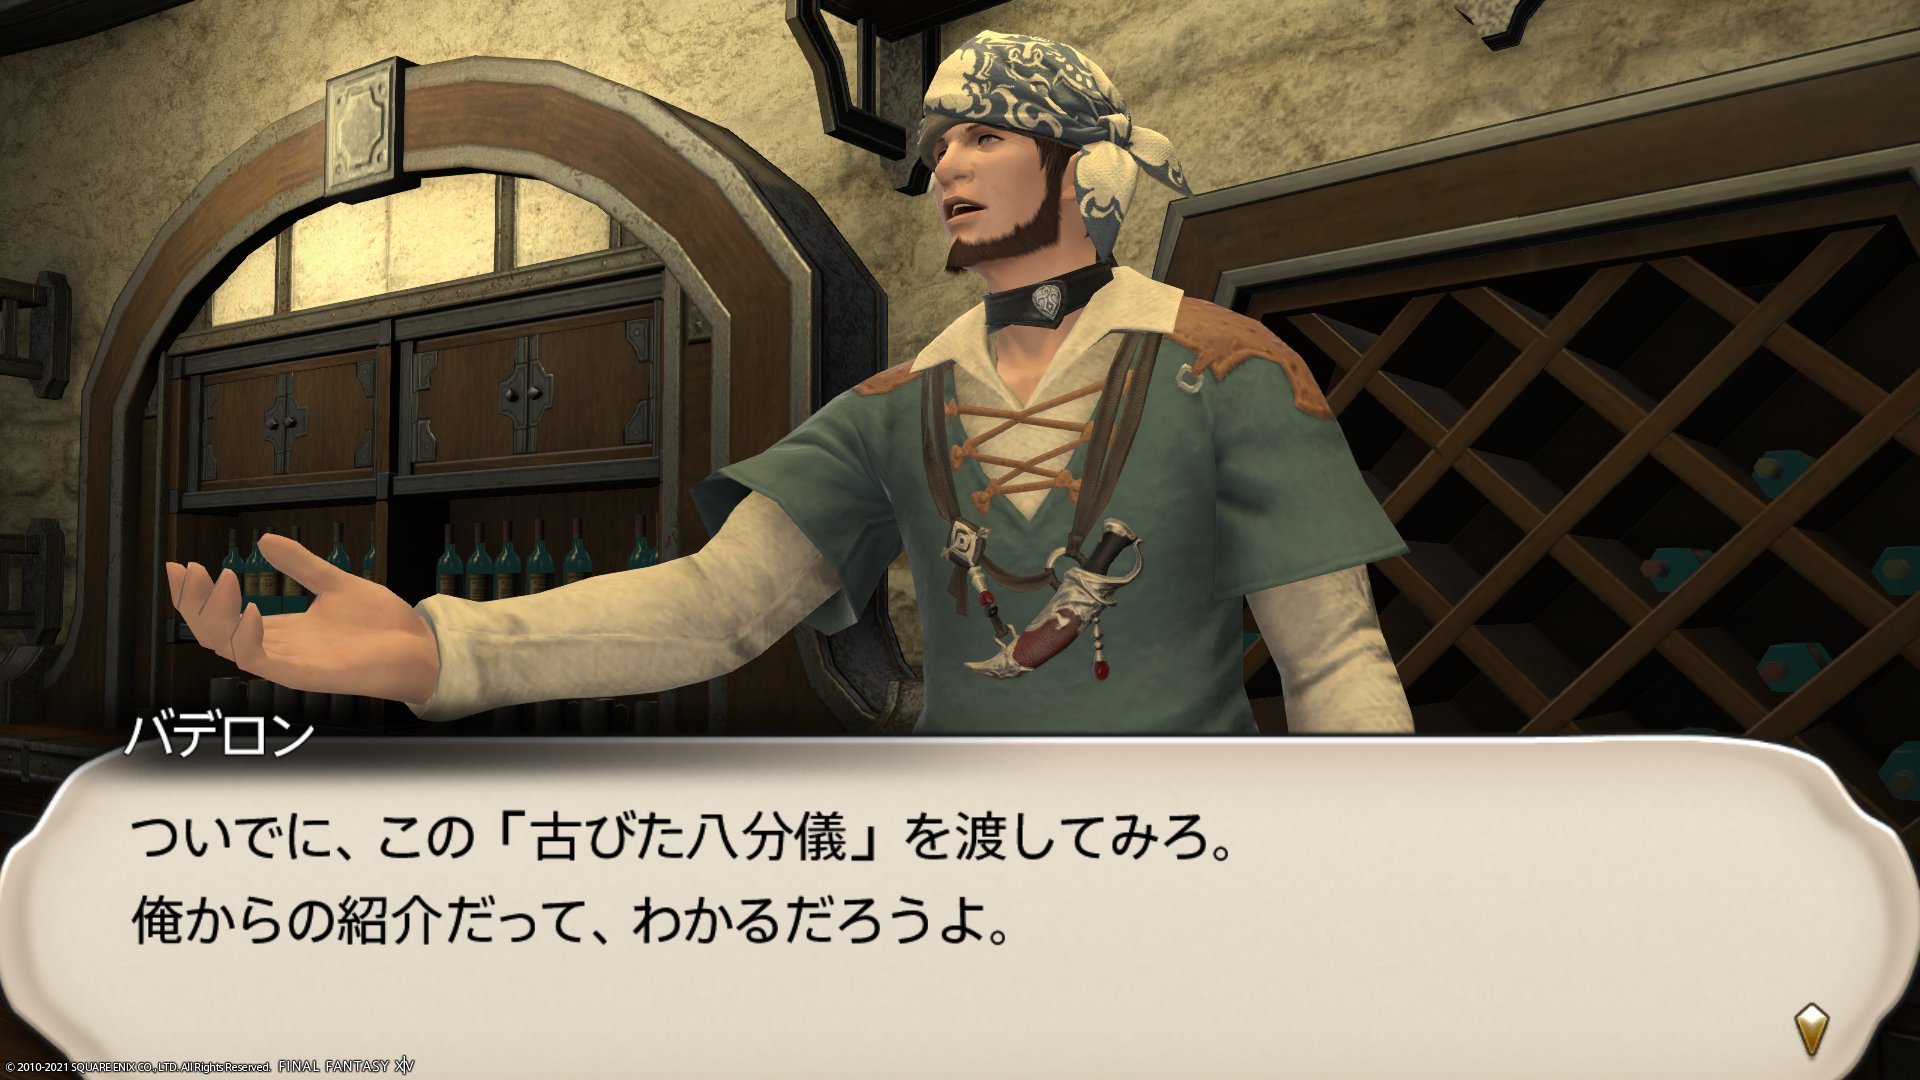 バデロン
ついでに、この「古びた八分儀」を渡してみろ。
俺からの紹介だって、わかるだろうよ。
© 2010-2021 SQUARE ENIX CO., LTD. All Rights Reserved. FINAL FANTASY XIV